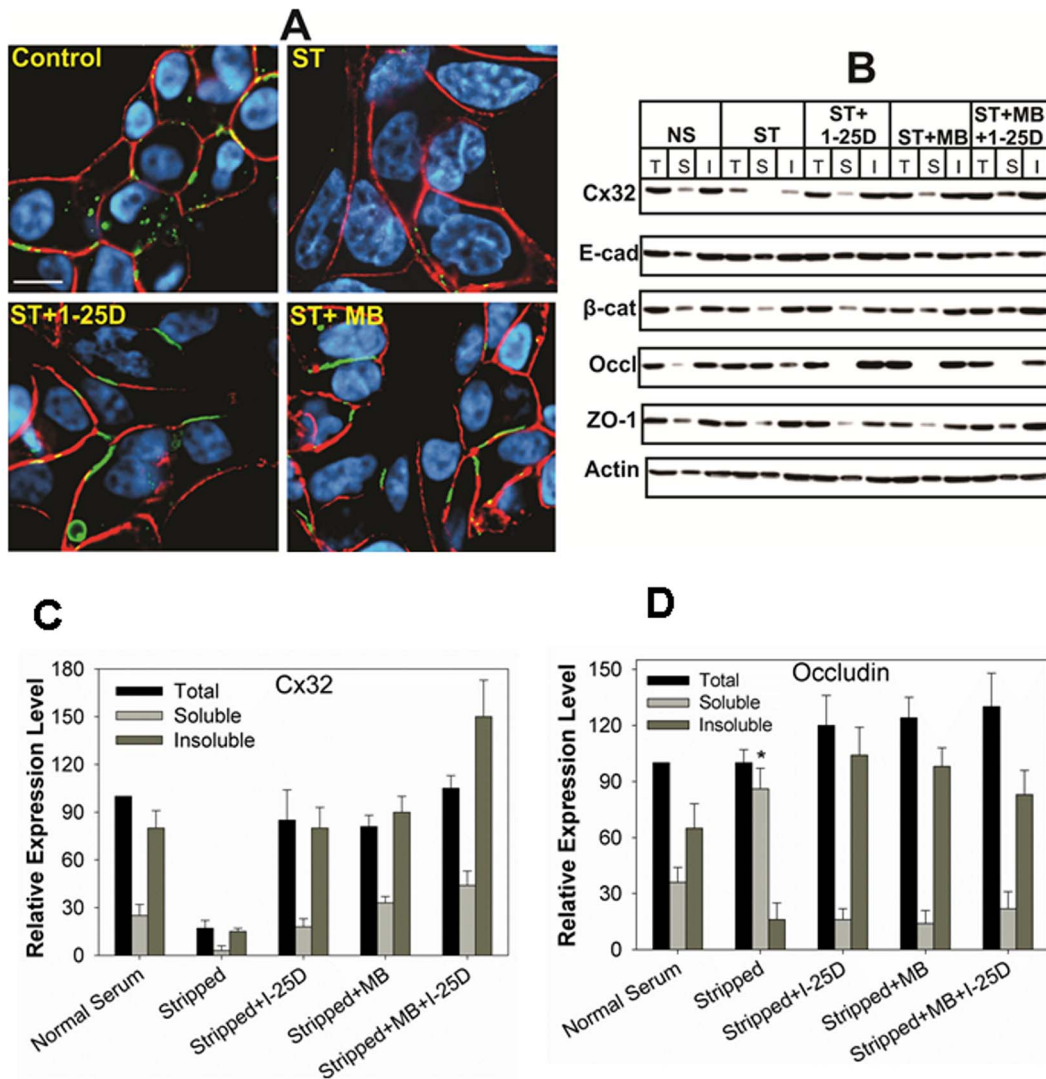 A
Control
ST
ST+1-25D
ST+ MB
B
NS
ST
ST+
1-25D
ST+MB
ST+MB
+1-25D
T S I T S I T S I T S I T S I
Cx32
E-cad
β-cat
Occl
ZO-1
Actin
C
Cx32
Total
Soluble
Insoluble
Relative Expression Level
180
150
120
90
60
30
0
Normal Serum
Stripped
Stripped+I-25D
Stripped+MB
Stripped+MB+I-25D
D
Occludin
Total
Soluble
Insoluble
*
Relative Expression Level
150
120
90
60
30
0
Normal Serum
Stripped
Stripped+I-25D
Stripped+MB
Stripped+MB+I-25D